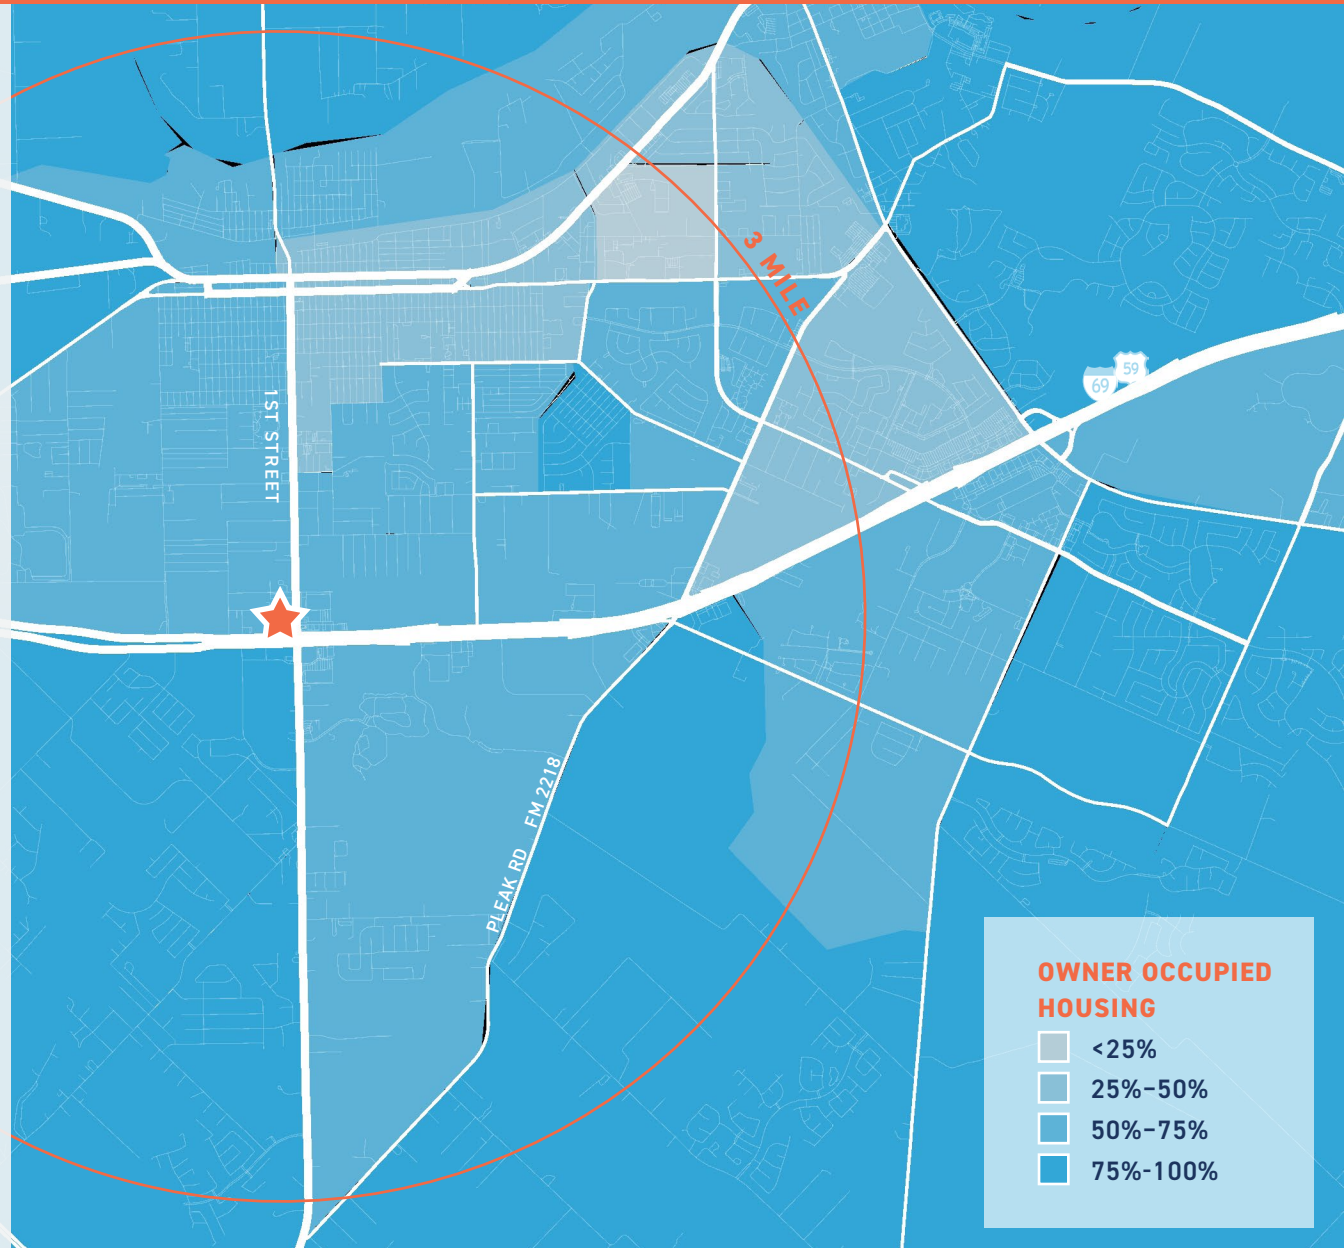 3 MILE
59
69
1ST STREET
PLEAK RD FM 2218
OWNER OCCUPIED
HOUSING
<25%
25%–50%
50%–75%
75%-100%